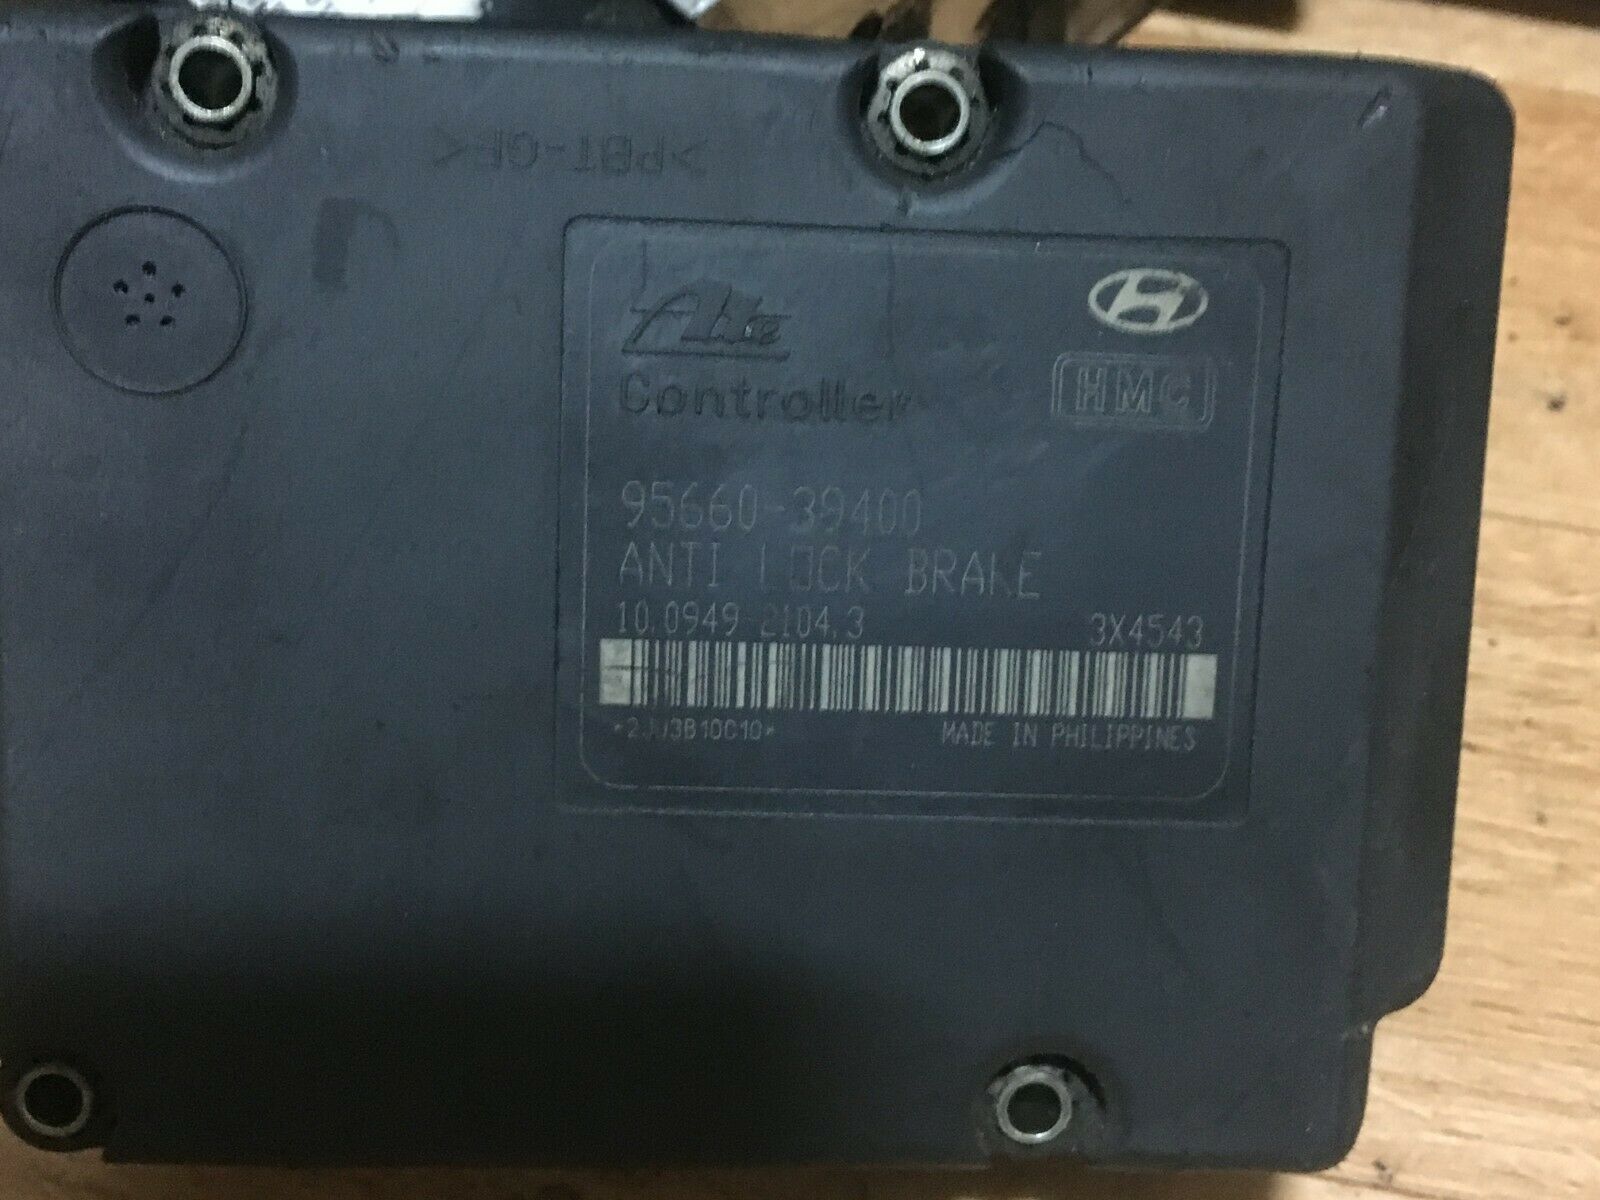 >PBT-GF<
Ate
Controller
HMC
95660-39400
ANTI LOCK BRAKE
10.0949-2104.3 3X4543
MADE IN PHILIPPINES